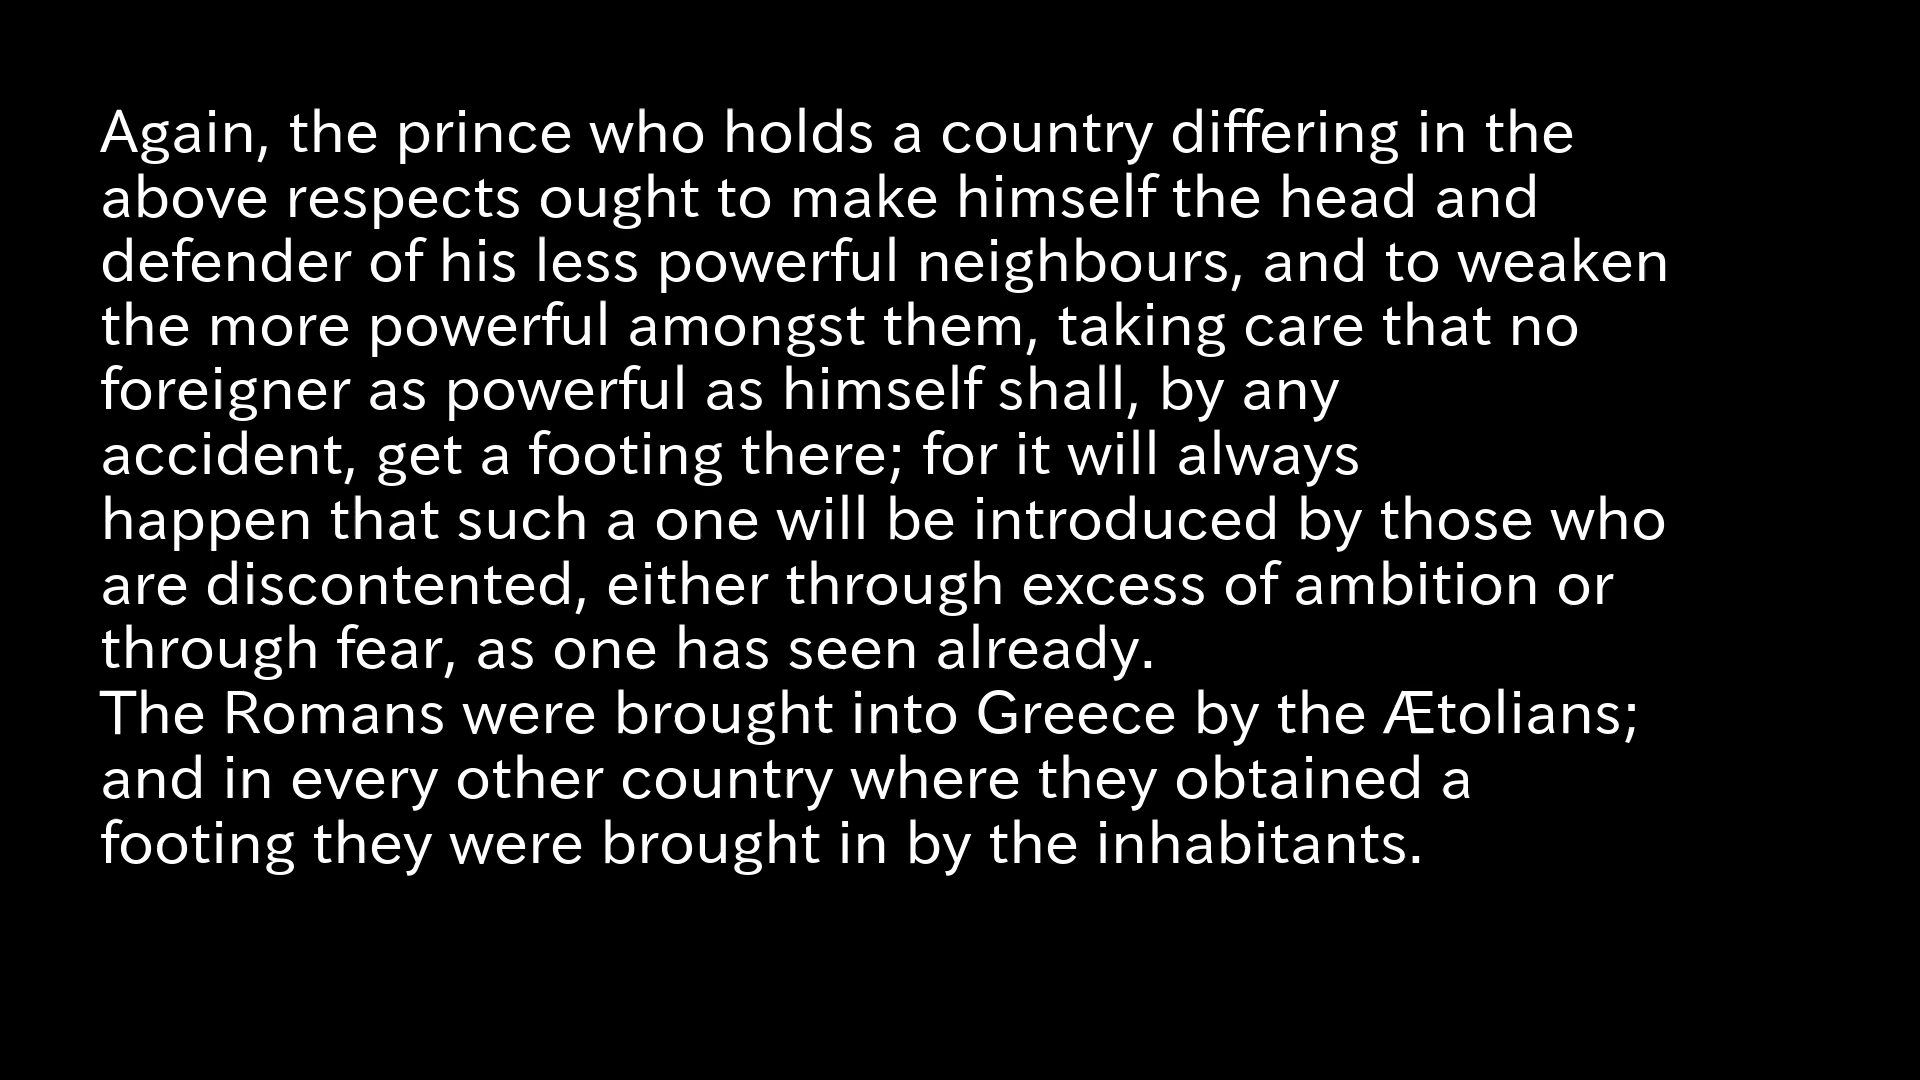 Again, the prince who holds a country differing in the
above respects ought to make himself the head and
defender of his less powerful neighbours, and to weaken
the more powerful amongst them, taking care that no
foreigner as powerful as himself shall, by any
accident, get a footing there; for it will always
happen that such a one will be introduced by those who
are discontented, either through excess of ambition or
through fear, as one has seen already.
The Romans were brought into Greece by the Ætolians;
and in every other country where they obtained a
footing they were brought in by the inhabitants.